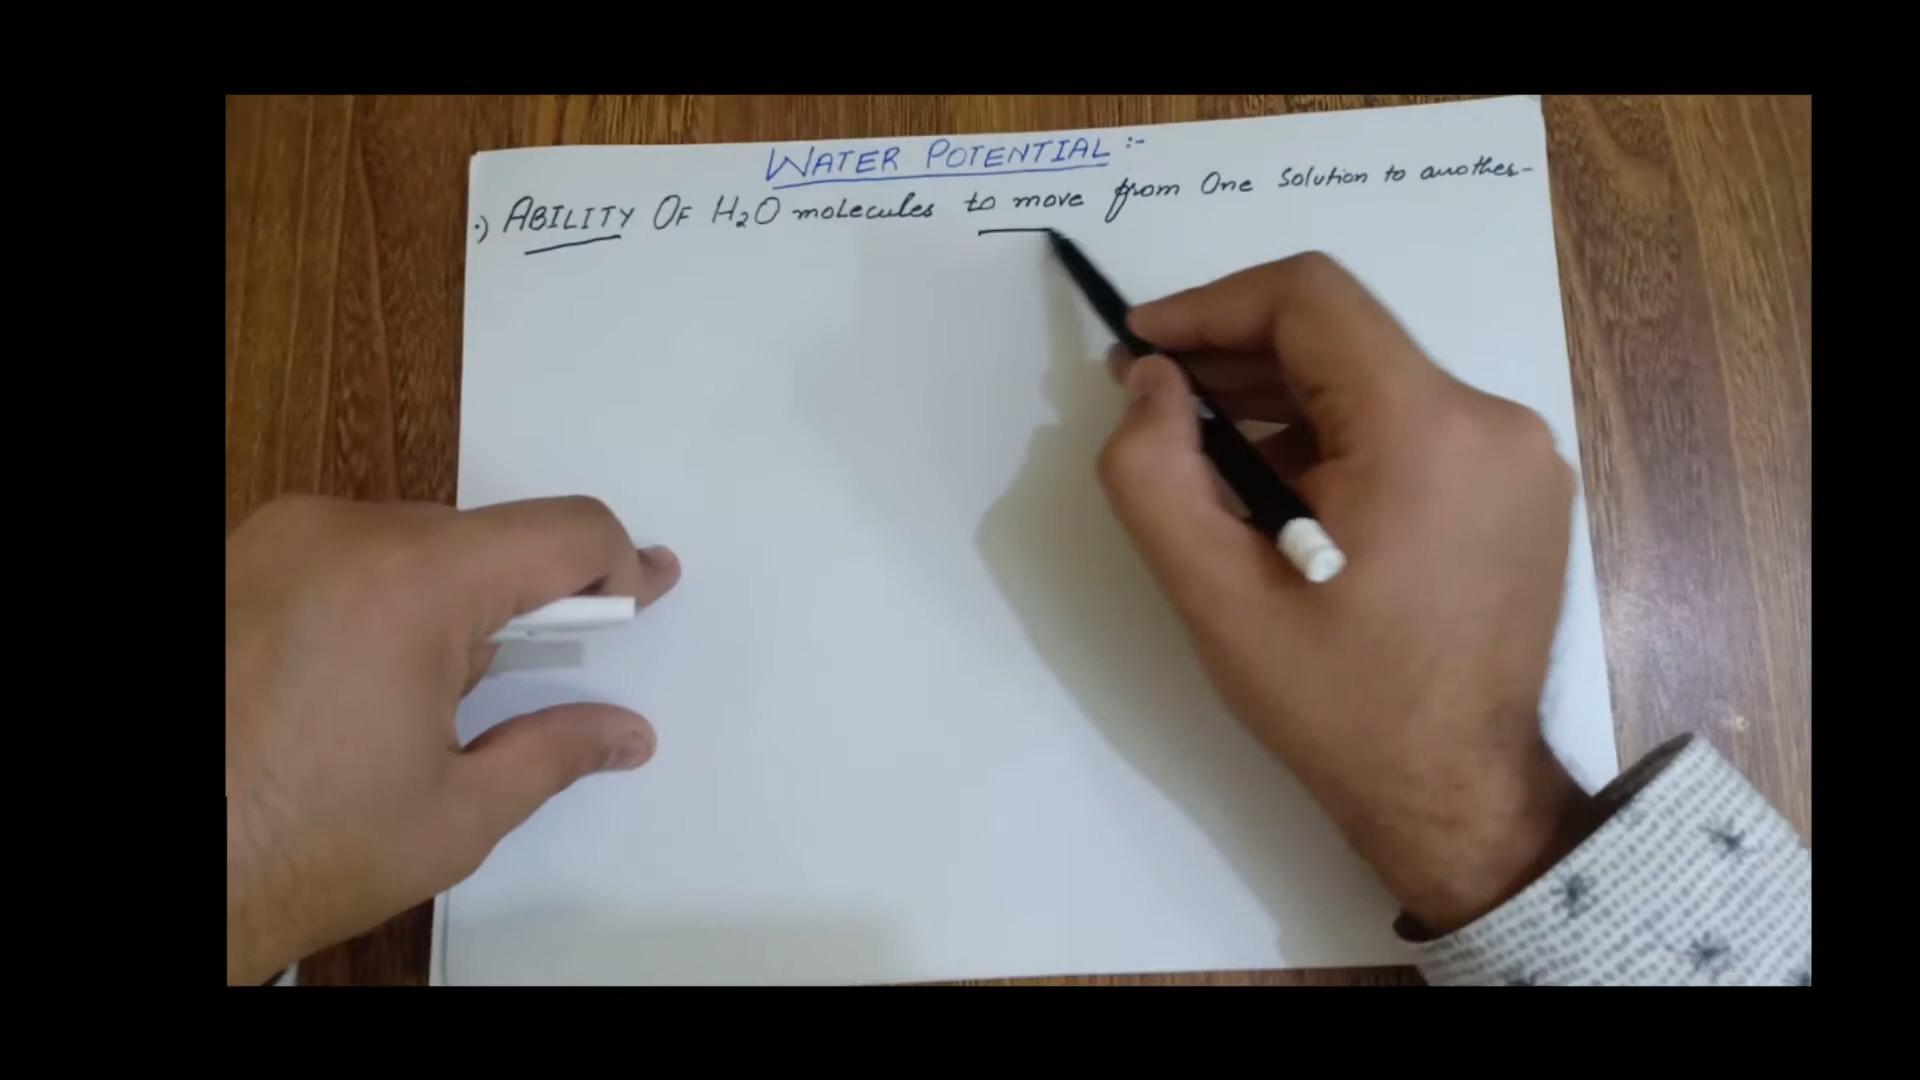 WATER POTENTIAL :-
·) ABILITY OF H₂O molecules to move from One Solution to another-